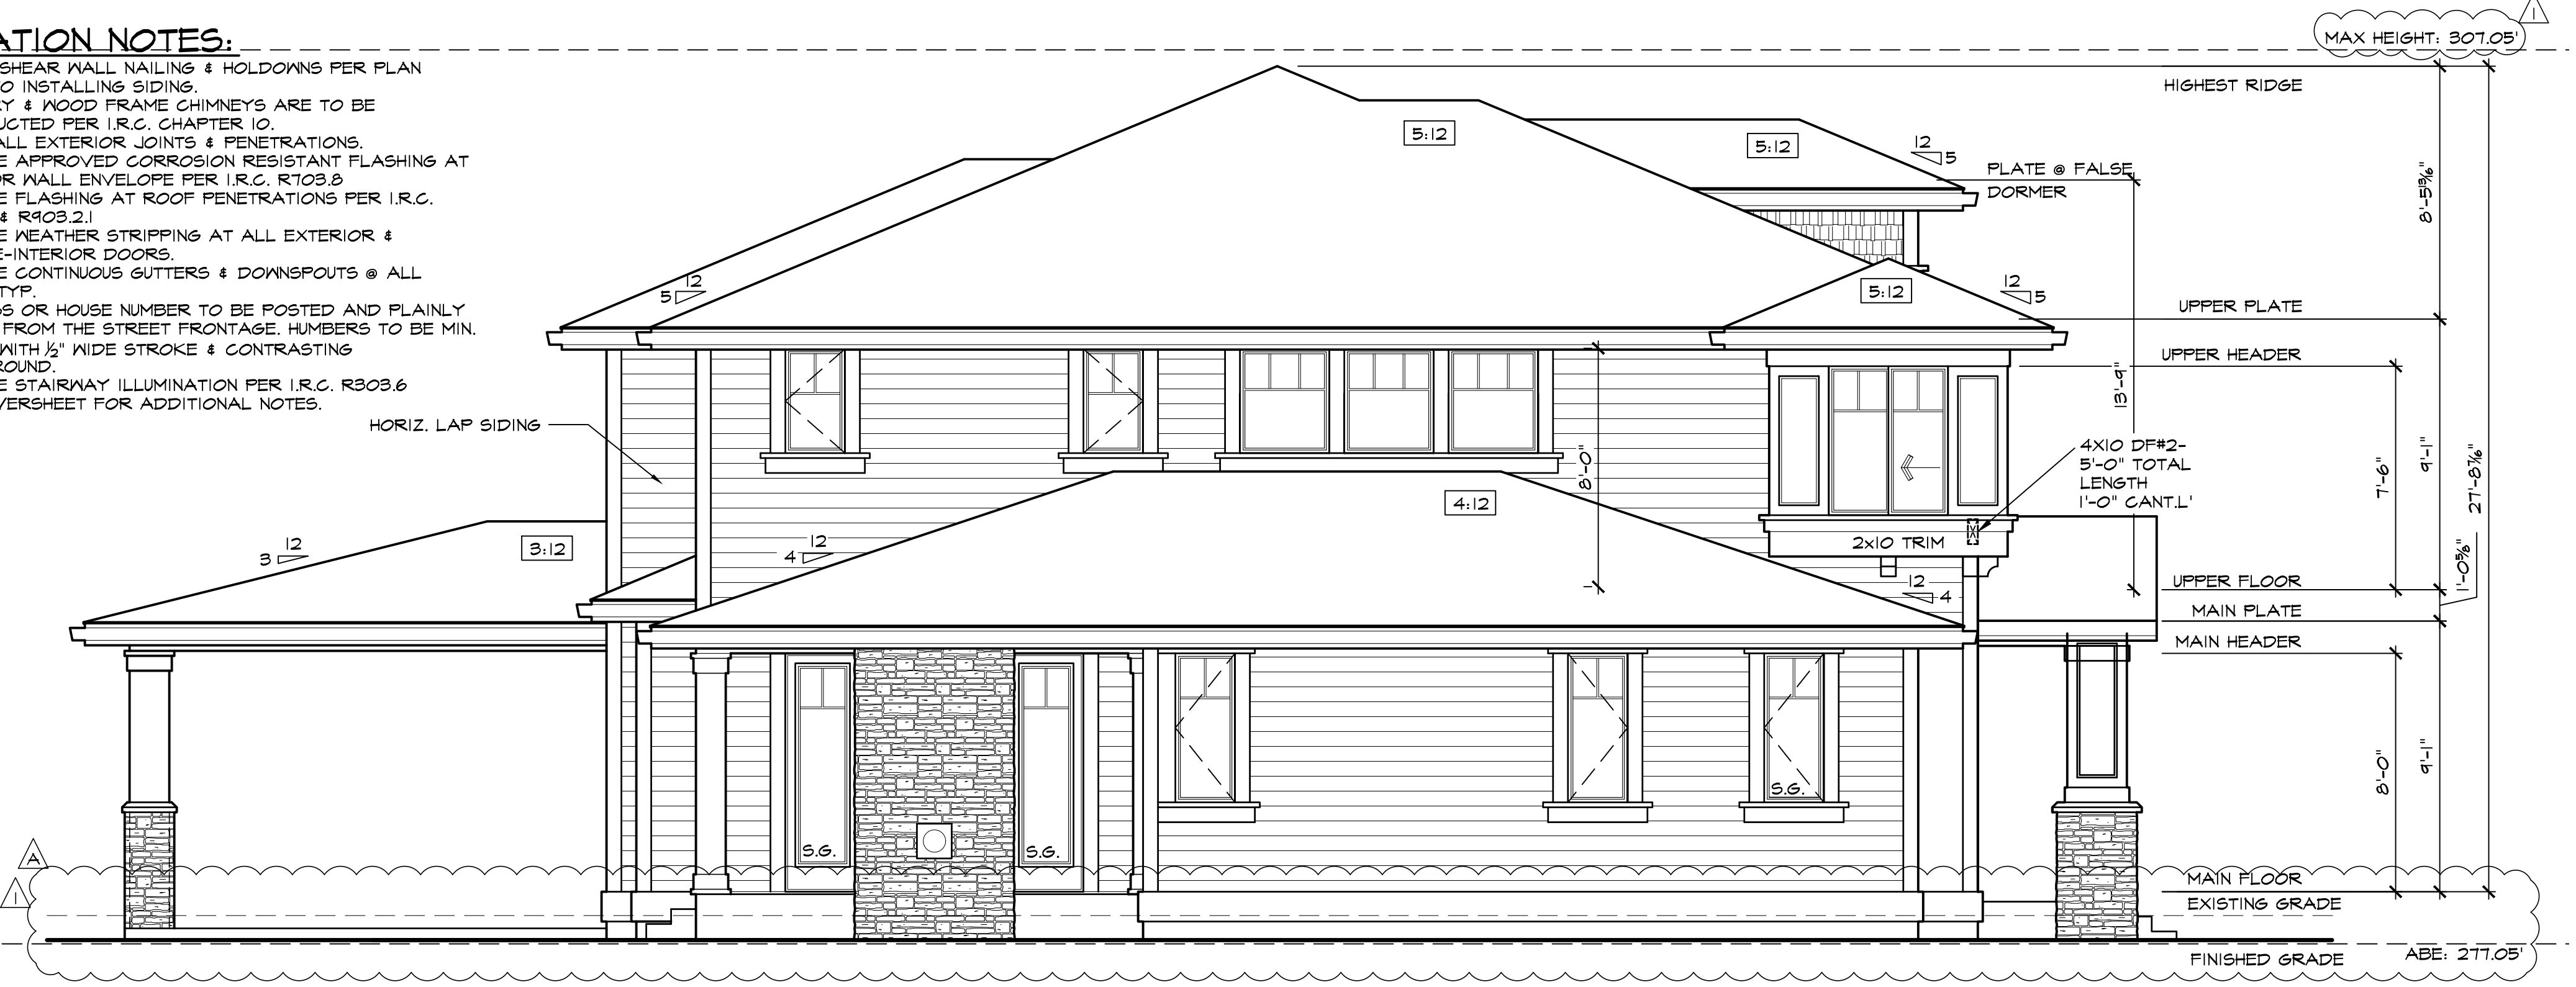 ATION NOTES:
SHEAR WALL NAILING & HOLDOWNS PER PLAN
O INSTALLING SIDING.
RY & WOOD FRAME CHIMNEYS ARE TO BE
UCTED PER I.R.C. CHAPTER 10.
ALL EXTERIOR JOINTS & PENETRATIONS.
E APPROVED CORROSION RESISTANT FLASHING AT
OR WALL ENVELOPE PER I.R.C. R703.8
E FLASHING AT ROOF PENETRATIONS PER I.R.C.
& R903.2.1
E WEATHER STRIPPING AT ALL EXTERIOR &
E-INTERIOR DOORS.
E CONTINUOUS GUTTERS & DOWNSPOUTS @ ALL
TYP.
SS OR HOUSE NUMBER TO BE POSTED AND PLAINLY
FROM THE STREET FRONTAGE. HUMBERS TO BE MIN.
WITH ½" WIDE STROKE & CONTRASTING
ROUND.
E STAIRWAY ILLUMINATION PER I.R.C. R303.6
VERSHEET FOR ADDITIONAL NOTES.
HORIZ. LAP SIDING
1
MAX HEIGHT: 307.05'
HIGHEST RIDGE
5:12
5:12
12
5
PLATE @ FALSE
DORMER
8'-5 13/16"
12
5
5:12
12
5
UPPER PLATE
UPPER HEADER
13'-9"
8'-0"
4X10 DF#2-
5'-0" TOTAL
LENGTH
1'-0" CANT.L'
7'-6"
9'-1"
27'-8 7/16"
4:12
3:12
12
3
12
4
2x10 TRIM
12
4
1'-0 5/8"
UPPER FLOOR
MAIN PLATE
MAIN HEADER
8'-0"
9'-1"
S.G.
S.G.
S.G.
A
1
MAIN FLOOR
EXISTING GRADE
FINISHED GRADE
ABE: 277.05'